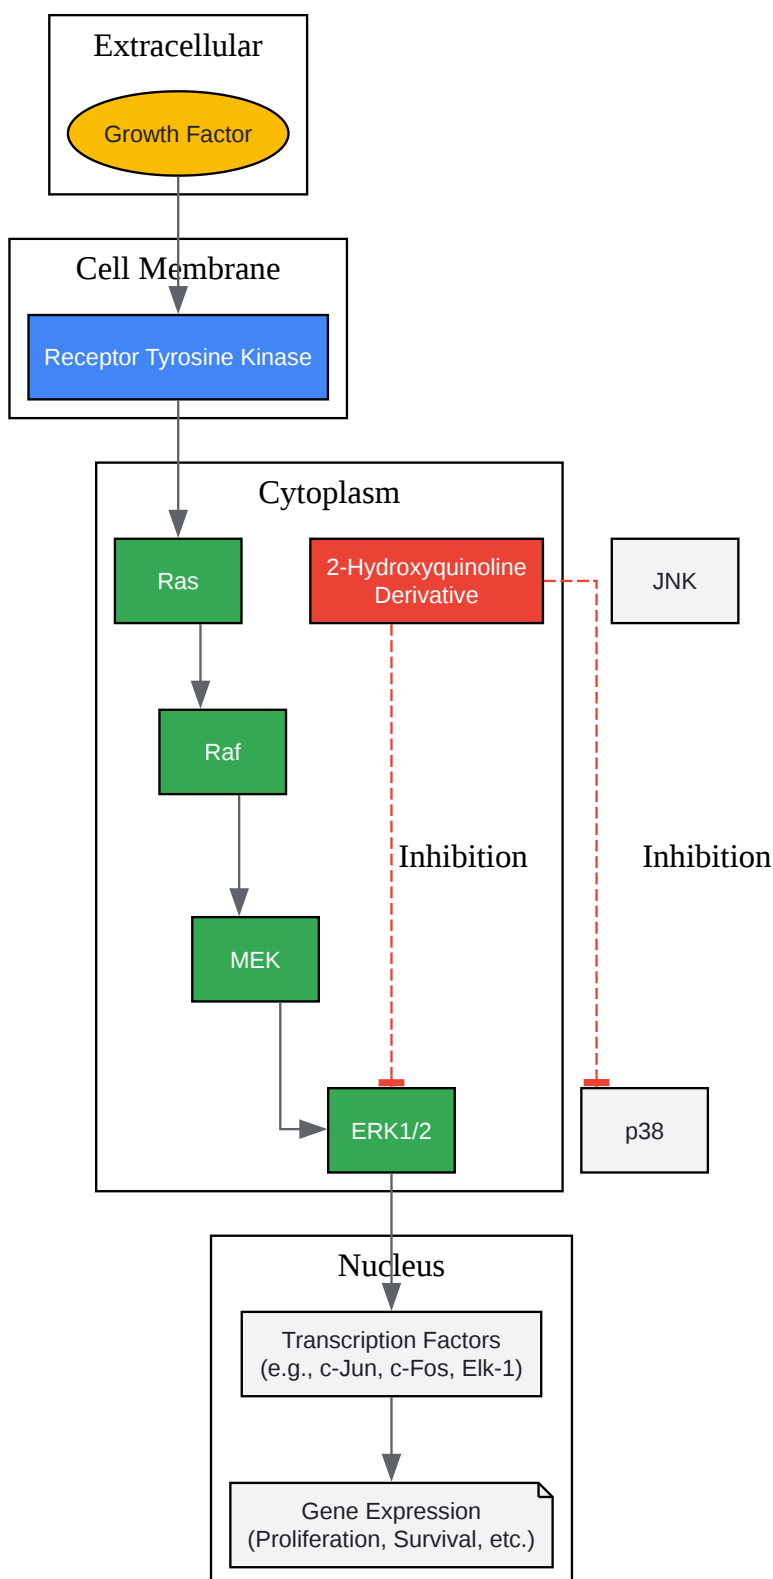 Extracellular
Growth Factor
Cell Membrane
Receptor Tyrosine Kinase
Cytoplasm
Ras
2-Hydroxyquinoline
Derivative
JNK
Raf
Inhibition
Inhibition
MEK
ERK1/2
p38
Nucleus
Transcription Factors
(e.g., c-Jun, c-Fos, Elk-1)
Gene Expression
(Proliferation, Survival, etc.)